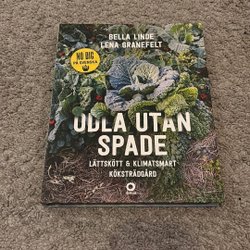 BELLA LINDE
LENA GRANEFELT
NO DIG
PÅ SVENSKA
ODLA UTAN
SPADE
LÄTTSKÖTT & KLIMATSMART
KÖKSTRÄDGÅRD